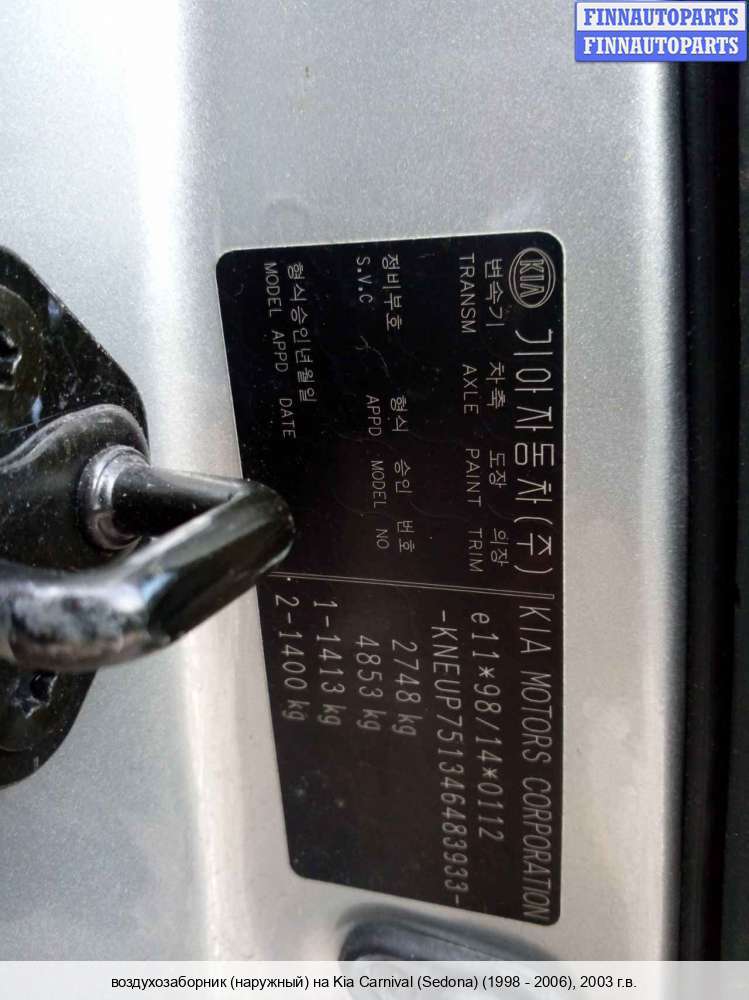 FINNAUTOPARTS
FINNAUTOPARTS
KIA 기아자동차(주) KIA MOTORS CORPORATION
변속기 차축 도장 의장
TRANSM AXLE PAINT TRIM
정비부호 형식 승인 번호
S.V.C APPD MODEL NO
형식승인년월일
MODEL APPD DATE
e11*98/14*0112
-KNEUP751346483933-
2748 kg
4853 kg
1-1413 kg
2-1400 kg
воздухозаборник (наружный) на Kia Carnival (Sedona) (1998 - 2006), 2003 г.в.